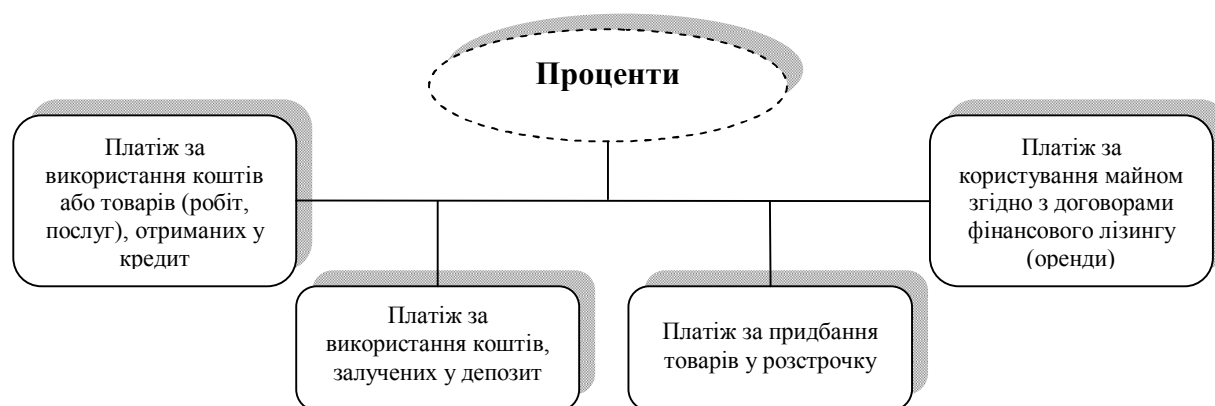 Проценти
Платіж за
використання коштів
або товарів (робіт,
послуг), отриманих у
кредит
Платіж за
використання коштів,
залучених у депозит
Платіж за придбання
товарів у розстрочку
Платіж за
користування майном
згідно з договорами
фінансового лізингу
(оренди)